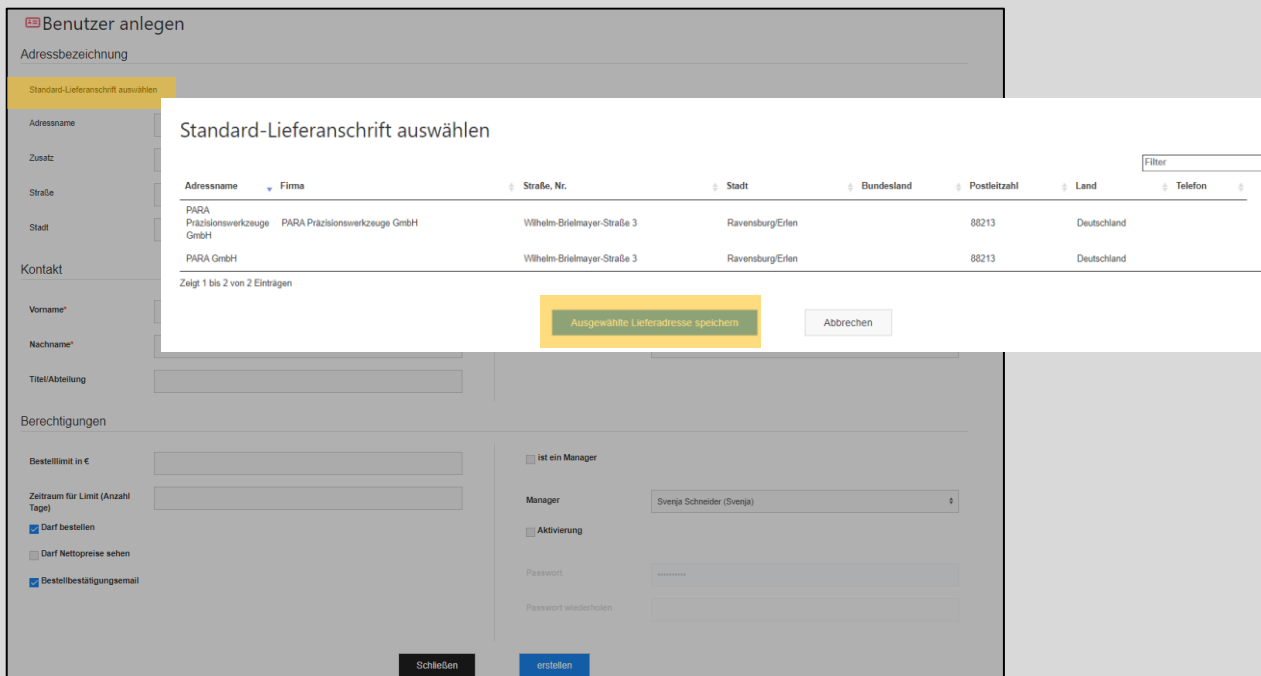 Benutzer anlegen
Adressbezeichnung
Standard-Lieferanschrift auswählen
Adressname
Zusatz
Straße
Stadt
Standard-Lieferanschrift auswählen
Filter
Adressname Firma Straße, Nr. Stadt Bundesland Postleitzahl Land Telefon
PARA
Präzisionswerkzeuge PARA Präzisionswerkzeuge GmbH Wilhelm-Brielmayer-Straße 3 Ravensburg/Erlen 88213 Deutschland
GmbH
PARA GmbH Wilhelm-Brielmayer-Straße 3 Ravensburg/Erlen 88213 Deutschland
Zeigt 1 bis 2 von 2 Einträgen
Ausgewählte Lieferadresse speichern Abbrechen
Kontakt
Vorname*
Nachname*
Titel/Abteilung
Berechtigungen
Bestelllimit in €
Zeitraum für Limit (Anzahl
Tage)
Darf bestellen
Darf Nettopreise sehen
Bestellbestätigungsemail
ist ein Manager
Manager Svenja Schneider (Svenja)
Aktivierung
Passwort ••••••••••
Passwort wiederholen
Schließen erstellen